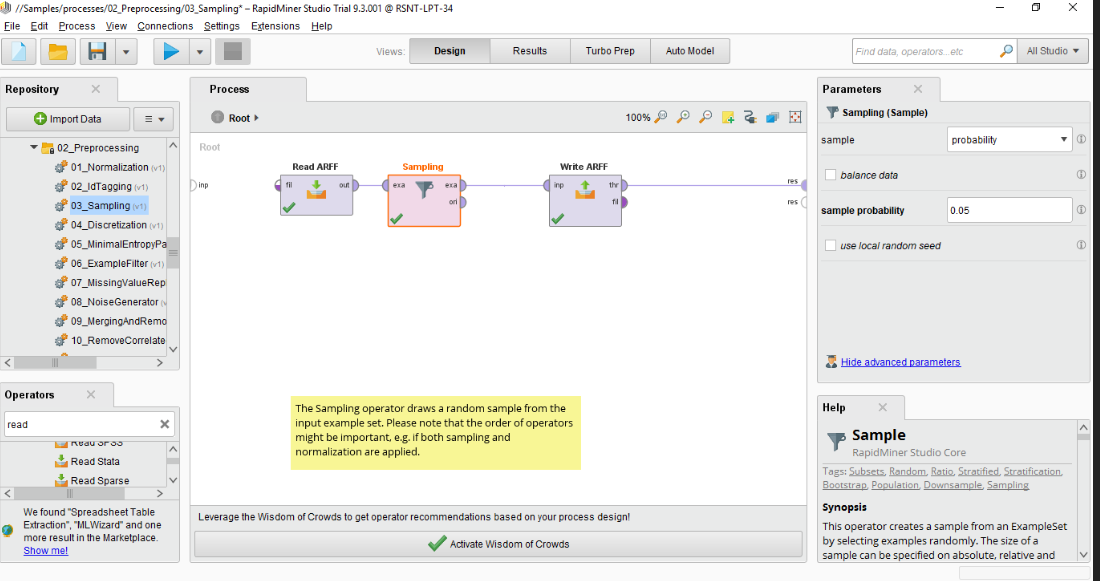 //Samples/processes/02_Preprocessing/03_Sampling* – RapidMiner Studio Trial 9.3.001 @ RSNT-LPT-34
File Edit Process View Connections Settings Extensions Help
Views: Design Results Turbo Prep Auto Model
Find data, operators...etc All Studio
Repository
Import Data
02_Preprocessing
01_Normalization (v1)
02_IdTagging (v1)
03_Sampling (v1)
04_Discretization (v1)
05_MinimalEntropyPa
06_ExampleFilter (v1)
07_MissingValueRep
08_NoiseGenerator (v
09_MergingAndRemo
10_RemoveCorrelate
Operators
read
Read SPSS
Read Stata
Read Sparse
We found "Spreadsheet Table
Extraction", "MLWizard" and one
more result in the Marketplace.
Show me!
Process
Root
100%
Root
inp
Read ARFF
fil out
Sampling
exa exa
ori
Write ARFF
inp thr
fil
res
res
The Sampling operator draws a random sample from the
input example set. Please note that the order of operators
might be important, e.g. if both sampling and
normalization are applied.
Leverage the Wisdom of Crowds to get operator recommendations based on your process design!
Activate Wisdom of Crowds
Parameters
Sampling (Sample)
sample probability
balance data
sample probability 0.05
use local random seed
Hide advanced parameters
Help
Sample
RapidMiner Studio Core
Tags: Subsets, Random, Ratio, Stratified, Stratification,
Bootstrap, Population, Downsample, Sampling
Synopsis
This operator creates a sample from an ExampleSet
by selecting examples randomly. The size of a
sample can be specified on absolute, relative and